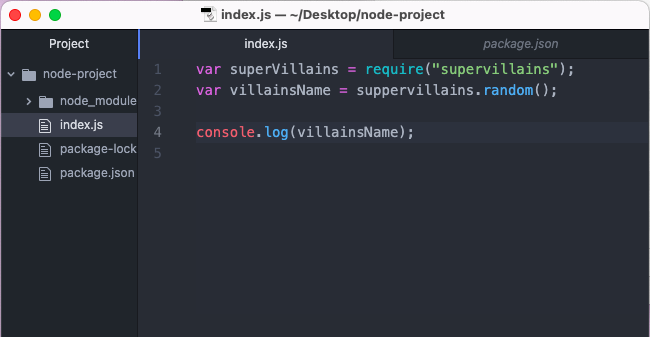 index.js — ~/Desktop/node-project
Project
index.js
package.json
node-project
node_module
index.js
package-lock
package.json
1 var superVillains = require("supervillains");
2 var villainsName = suppervillains.random();
3
4 console.log(villainsName);
5